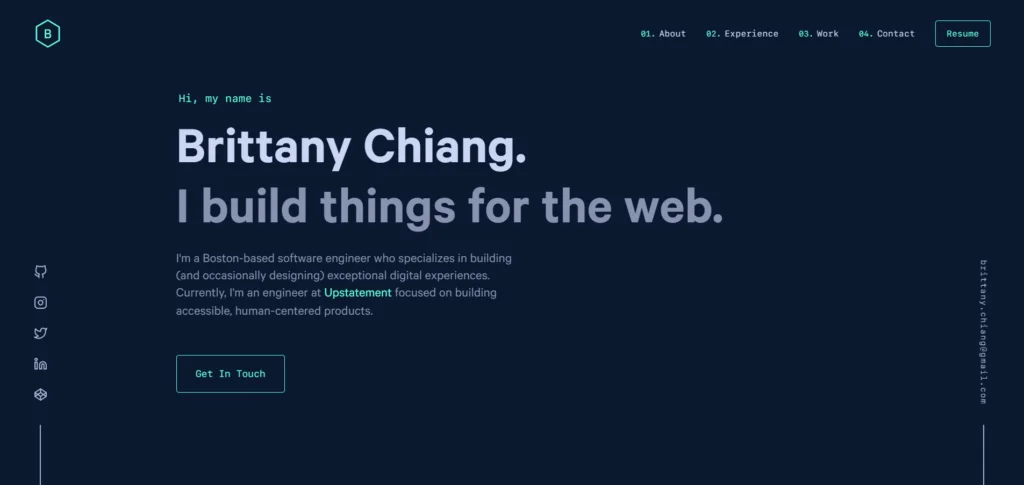 B
01. About 02. Experience 03. Work 04. Contact Resume
Hi, my name is
Brittany Chiang.
I build things for the web.
I'm a Boston-based software engineer who specializes in building
(and occasionally designing) exceptional digital experiences.
Currently, I'm an engineer at Upstatement focused on building
accessible, human-centered products.
Get In Touch
brittany.chiang@gmail.com